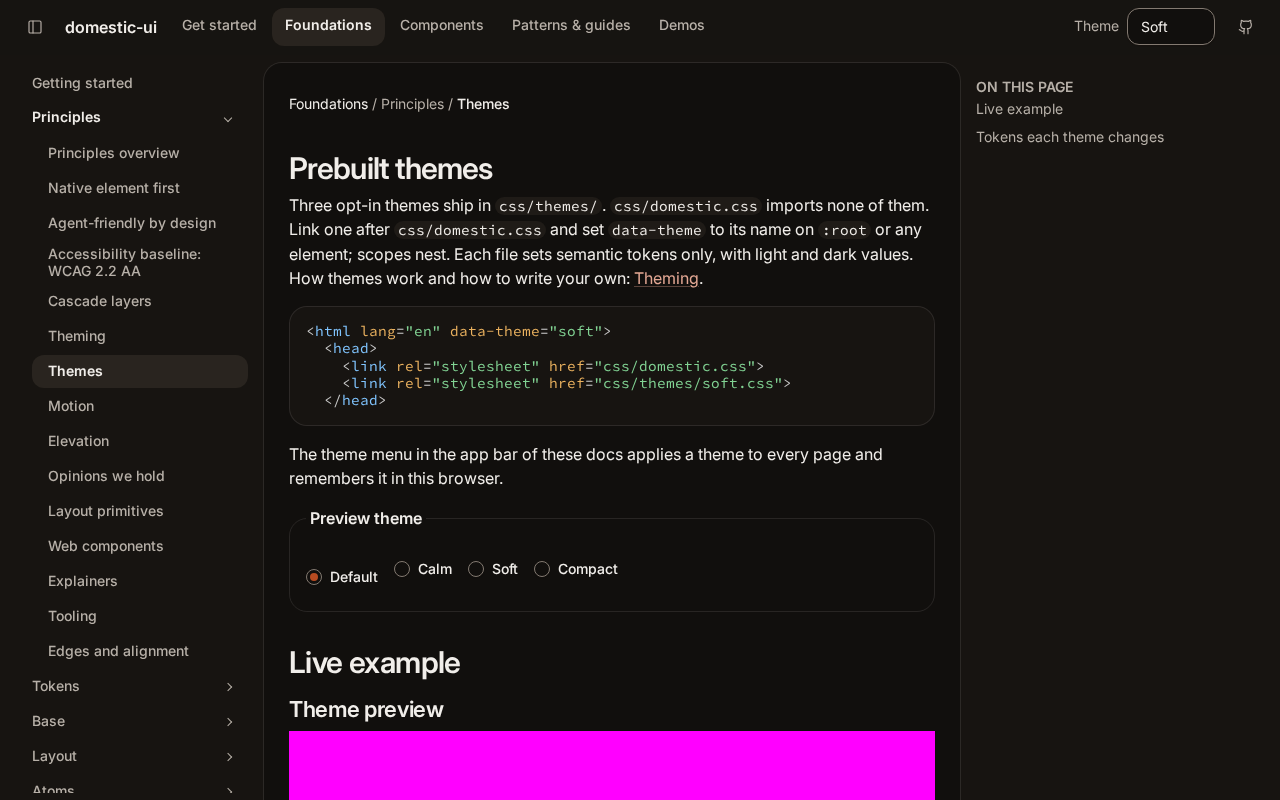 domestic-ui
Get started
Foundations
Components
Patterns & guides
Demos
Theme
Soft
Getting started
Principles
Principles overview
Native element first
Agent-friendly by design
Accessibility baseline:
WCAG 2.2 AA
Cascade layers
Theming
Themes
Motion
Elevation
Opinions we hold
Layout primitives
Web components
Explainers
Tooling
Edges and alignment
Tokens
Base
Layout
Atoms
Foundations / Principles / Themes
Prebuilt themes
Three opt-in themes ship in css/themes/. css/domestic.css imports none of them.
Link one after css/domestic.css and set data-theme to its name on :root or any
element; scopes nest. Each file sets semantic tokens only, with light and dark values.
How themes work and how to write your own: Theming.
<html lang="en" data-theme="soft">
<head>
<link rel="stylesheet" href="css/domestic.css">
<link rel="stylesheet" href="css/themes/soft.css">
</head>
The theme menu in the app bar of these docs applies a theme to every page and
remembers it in this browser.
Preview theme
Default
Calm
Soft
Compact
Live example
Theme preview
ON THIS PAGE
Live example
Tokens each theme changes